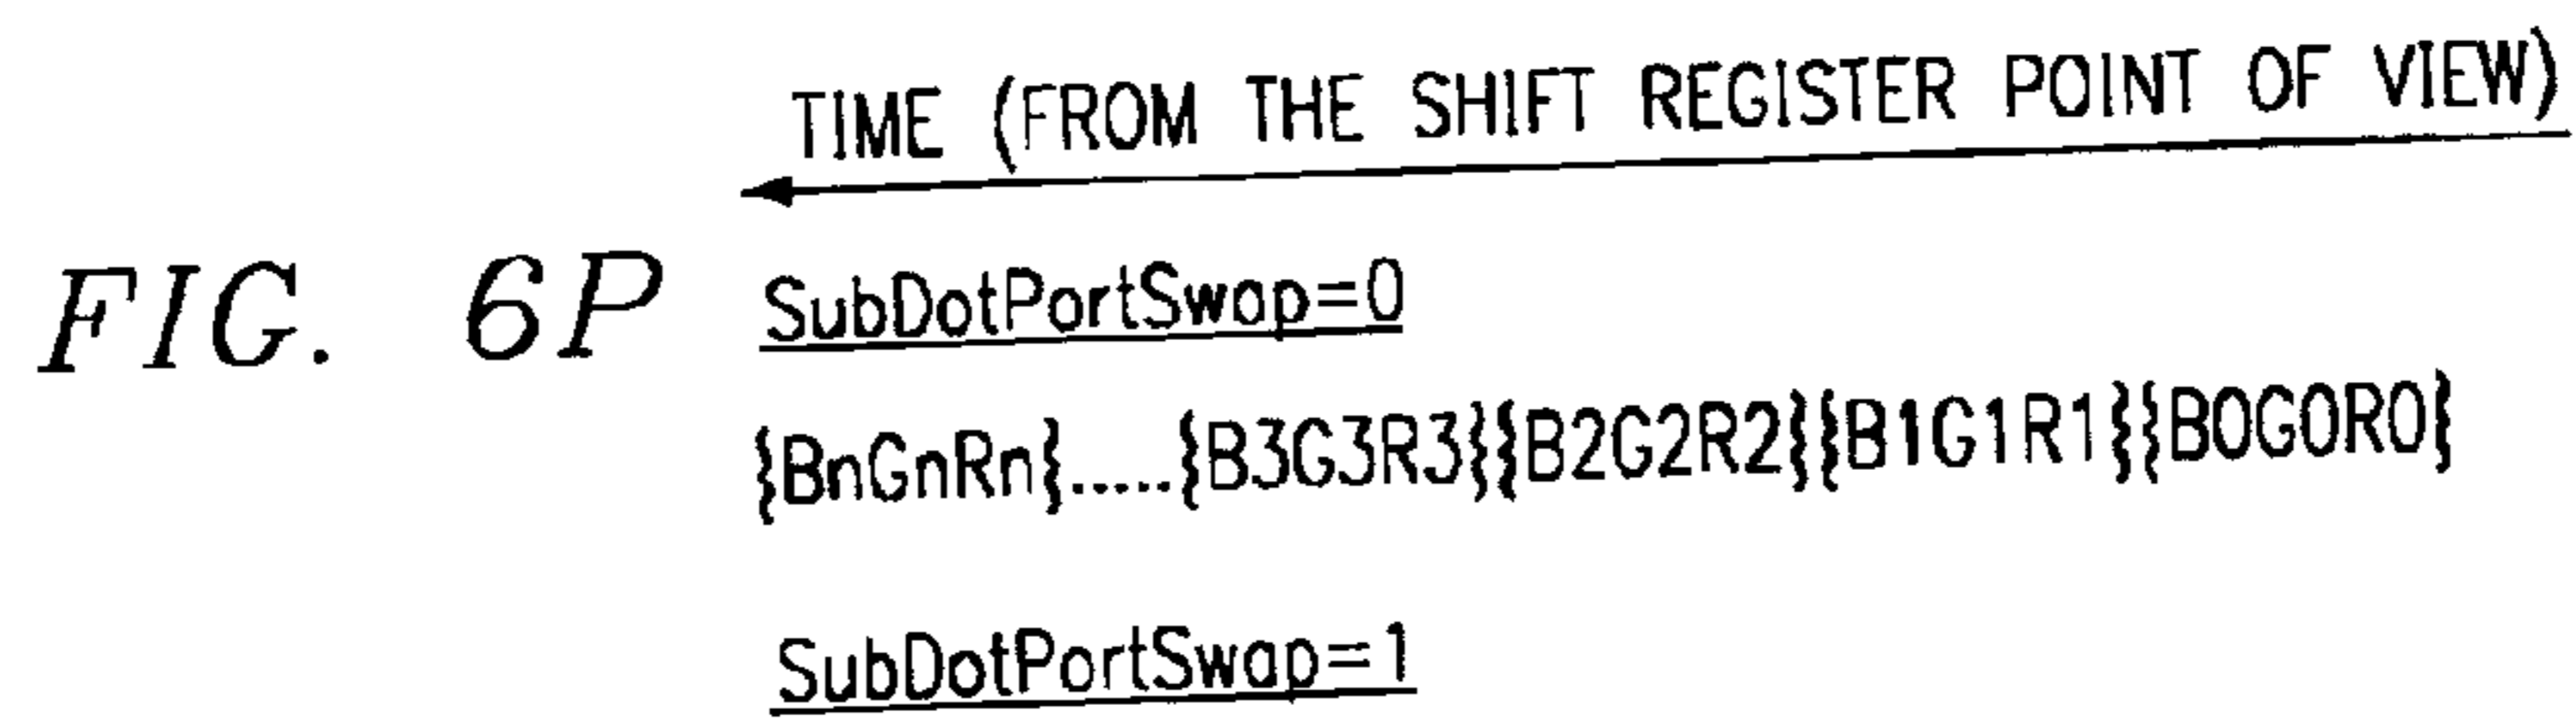 TIME (FROM THE SHIFT REGISTER POINT OF VIEW)
FIG. 6P
SubDotPortSwap=0
{BnGnRn}.....{B3G3R3}{B2G2R2}{B1G1R1}{B0G0R0}
SubDotPortSwap=1